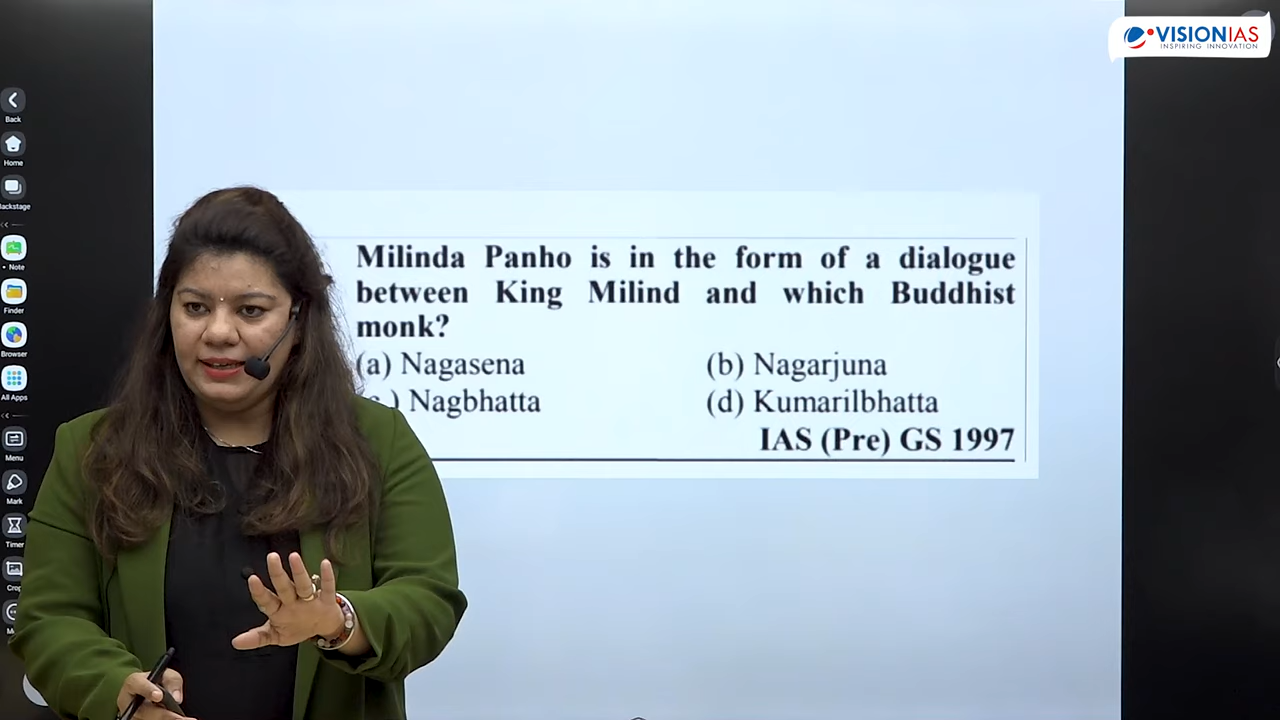 VISIONIAS
INSPIRING INNOVATION
Back
Home
Note
Finder
Browser
All Apps
Menu
Mark
Timer
Milinda Panho is in the form of a dialogue
between King Milind and which Buddhist
monk?
(a) Nagasena (b) Nagarjuna
) Nagbhatta (d) Kumarilbhatta
IAS (Pre) GS 1997